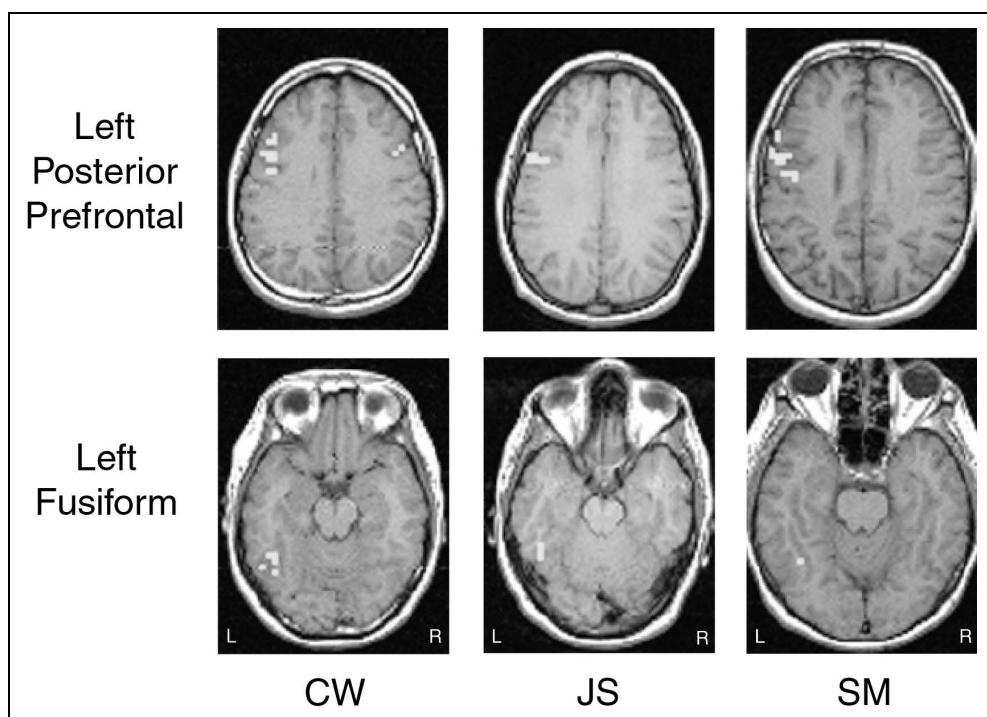 Left
Posterior
Prefrontal
Left
Fusiform
L R
L R
L R
CW JS SM